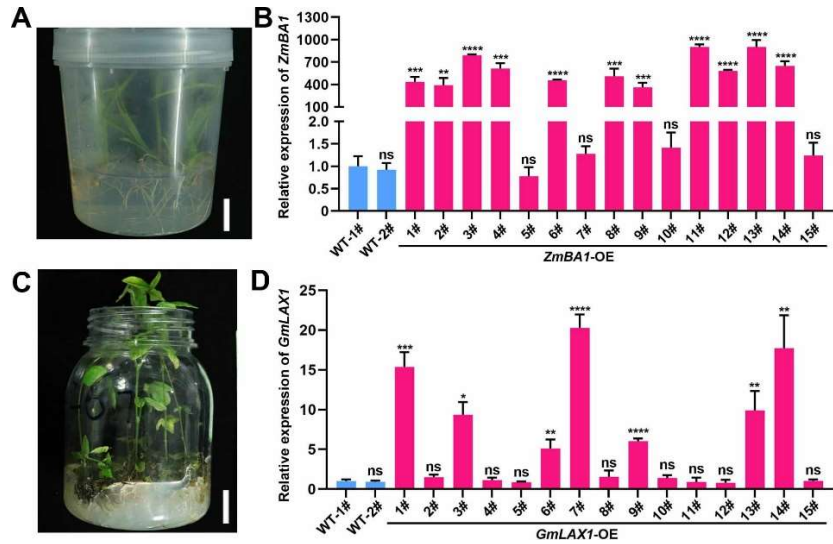 A
B
Relative expression of ZmBA1
1300
1000
700
400
100
2.0
1.5
1.0
0.5
0.0
ns
***
**
****
***
ns
****
ns
***
***
ns
****
****
****
****
ns
WT-1#
WT-2#
1#
2#
3#
4#
5#
6#
7#
8#
9#
10#
11#
12#
13#
14#
15#
ZmBA1-OE
C
D
Relative expression of GmLAX1
25
20
15
10
5
0
ns
***
ns
*
ns
ns
**
****
ns
****
ns
ns
ns
**
**
ns
WT-1#
WT-2#
1#
2#
3#
4#
5#
6#
7#
8#
9#
10#
11#
12#
13#
14#
15#
GmLAX1-OE